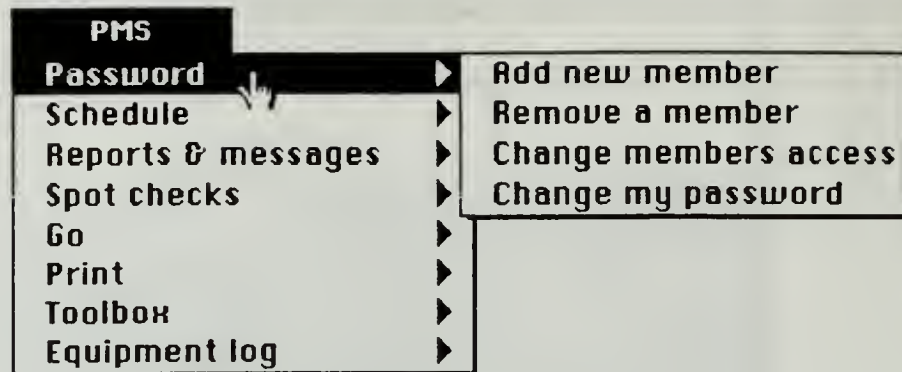 PMS
Password
Schedule
Reports & messages
Spot checks
Go
Print
Toolbox
Equipment log
Add new member
Remove a member
Change members access
Change my password